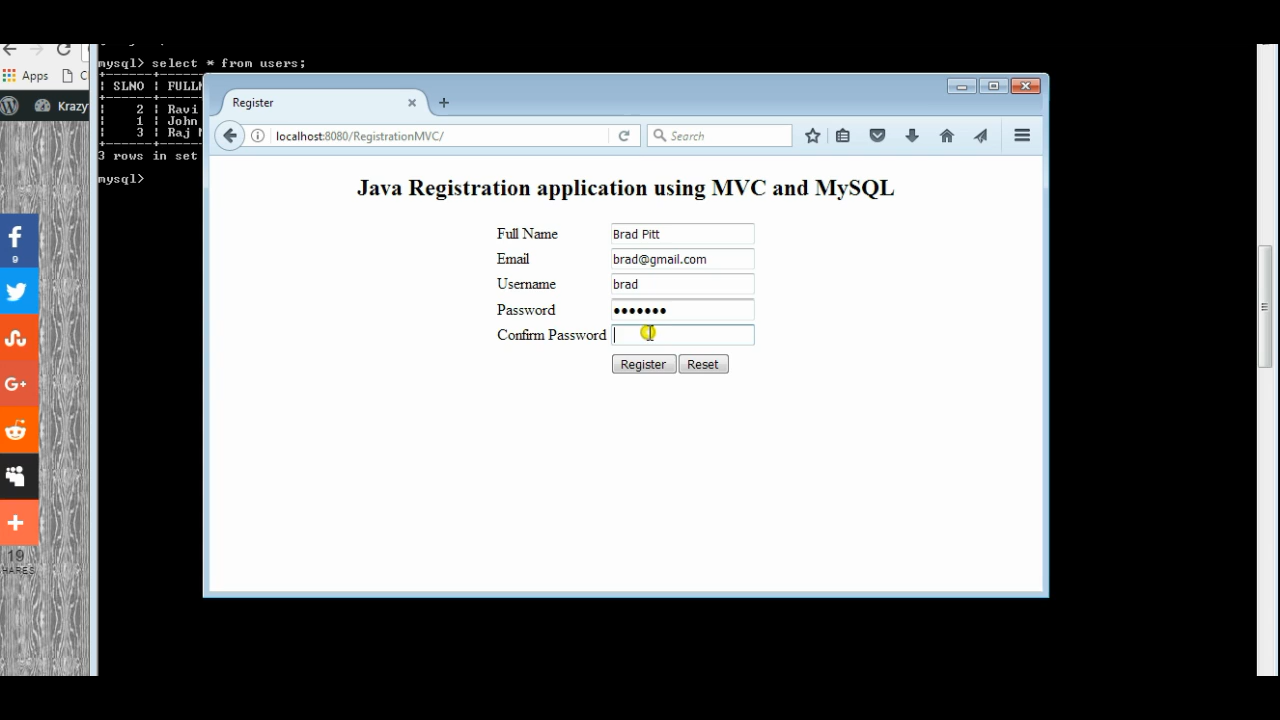 mysql> select * from users;
SLNO
2 | Ravi
1 | John
3 | Raj
3 rows in set
mysql>
Apps
Krazy
9
19
Register
localhost:8080/RegistrationMVC/
Search
Java Registration application using MVC and MySQL
Full Name Brad Pitt
Email brad@gmail.com
Username brad
Password •••••••
Confirm Password
Register Reset